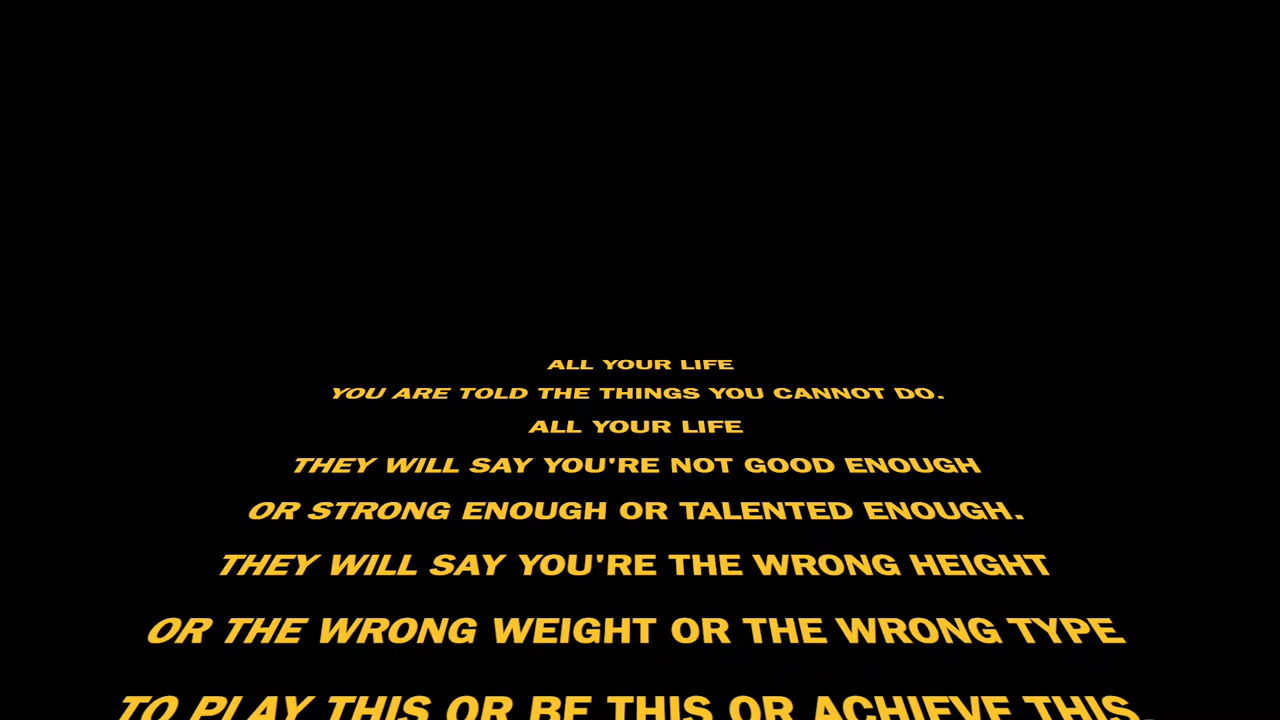 ALL YOUR LIFE
YOU ARE TOLD THE THINGS YOU CANNOT DO.
ALL YOUR LIFE
THEY WILL SAY YOU'RE NOT GOOD ENOUGH
OR STRONG ENOUGH OR TALENTED ENOUGH.
THEY WILL SAY YOU'RE THE WRONG HEIGHT
OR THE WRONG WEIGHT OR THE WRONG TYPE
TO PLAY THIS OR BE THIS OR ACHIEVE THIS.